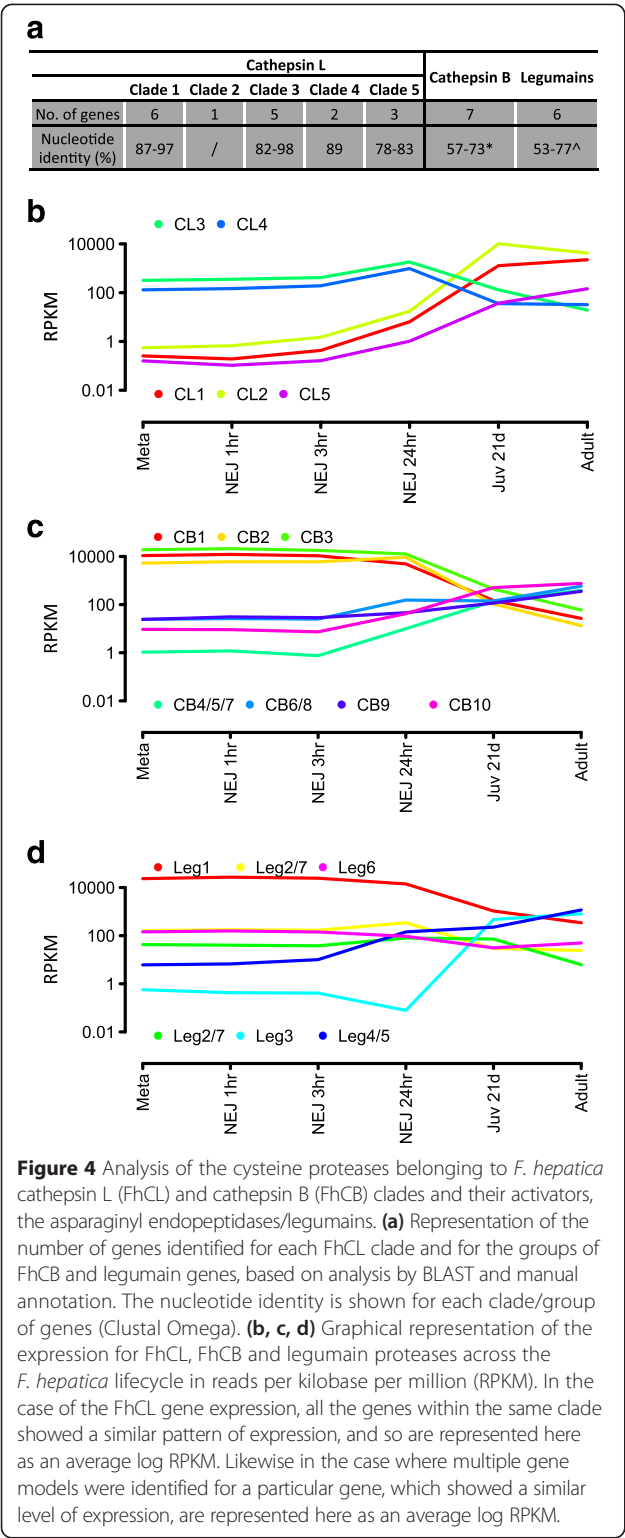 a
Cathepsin L
Cathepsin B Legumains
Clade 1 Clade 2 Clade 3 Clade 4 Clade 5
No. of genes 6 1 5 2 3 7 6
Nucleotide identity (%) 87-97 / 82-98 89 78-83 57-73* 53-77^
b
CL3 CL4
10000
100
1
0.01
RPKM
CL1 CL2 CL5
Meta
NEJ 1hr
NEJ 3hr
NEJ 24hr
Juv 21d
Adult
c
CB1 CB2 CB3
10000
100
1
0.01
RPKM
CB4/5/7 CB6/8 CB9 CB10
Meta
NEJ 1hr
NEJ 3hr
NEJ 24hr
Juv 21d
Adult
d
Leg1 Leg2/7 Leg6
10000
100
1
0.01
RPKM
Leg2/7 Leg3 Leg4/5
Meta
NEJ 1hr
NEJ 3hr
NEJ 24hr
Juv 21d
Adult
Figure 4 Analysis of the cysteine proteases belonging to F. hepatica
cathepsin L (FhCL) and cathepsin B (FhCB) clades and their activators,
the asparaginyl endopeptidases/legumains. (a) Representation of the
number of genes identified for each FhCL clade and for the groups of
FhCB and legumain genes, based on analysis by BLAST and manual
annotation. The nucleotide identity is shown for each clade/group
of genes (Clustal Omega). (b, c, d) Graphical representation of the
expression for FhCL, FhCB and legumain proteases across the
F. hepatica lifecycle in reads per kilobase per million (RPKM). In the
case of the FhCL gene expression, all the genes within the same clade
showed a similar pattern of expression, and so are represented here
as an average log RPKM. Likewise in the case where multiple gene
models were identified for a particular gene, which showed a similar
level of expression, are represented here as an average log RPKM.